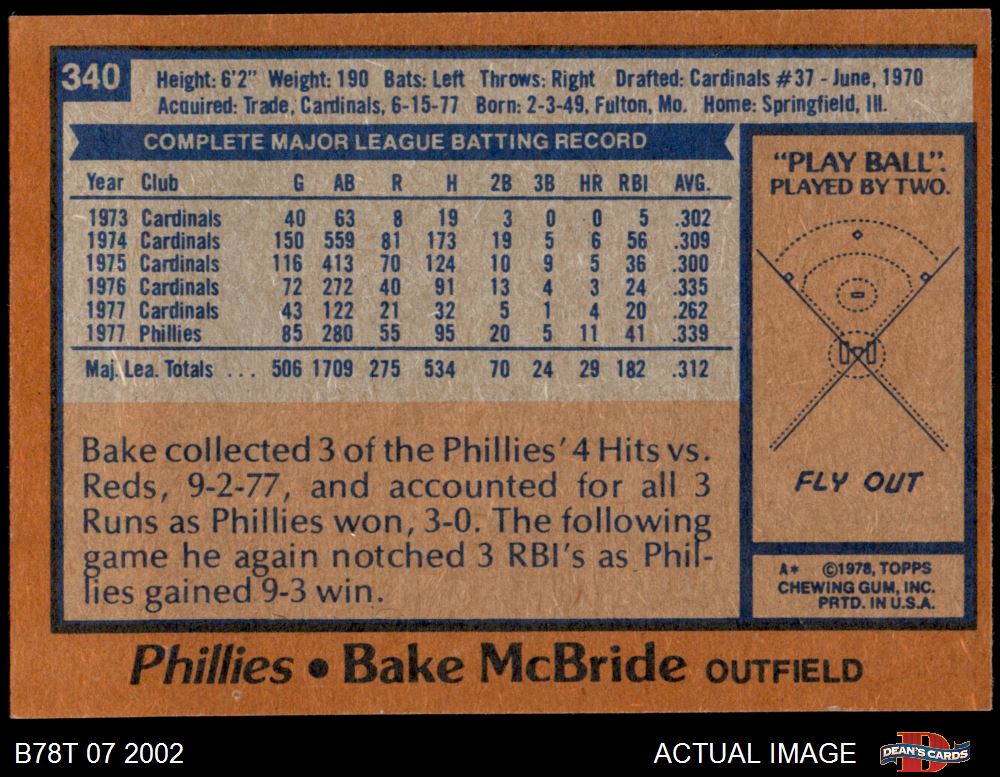 340
Height: 6'2" Weight: 190 Bats: Left Throws: Right Drafted: Cardinals #37 - June, 1970
Acquired: Trade, Cardinals, 6-15-77 Born: 2-3-49, Fulton, Mo. Home: Springfield, Ill.
COMPLETE MAJOR LEAGUE BATTING RECORD
Year Club G AB R H 2B 3B HR RBI AVG.
1973 Cardinals 40 63 8 19 3 0 0 5 .302
1974 Cardinals 150 559 81 173 19 5 6 56 .309
1975 Cardinals 116 413 70 124 10 9 5 36 .300
1976 Cardinals 72 272 40 91 13 4 3 24 .335
1977 Cardinals 43 122 21 32 5 1 4 20 .262
1977 Phillies 85 280 55 95 20 5 11 41 .339
Maj. Lea. Totals ... 506 1709 275 534 70 24 29 182 .312
Bake collected 3 of the Phillies' 4 Hits vs.
Reds, 9-2-77, and accounted for all 3
Runs as Phillies won, 3-0. The following
game he again notched 3 RBI's as Phil-
lies gained 9-3 win.
"PLAY BALL".
PLAYED BY TWO.
FLY OUT
A* ©1978, TOPPS
CHEWING GUM, INC.
PRTD. IN U.S.A.
Phillies • Bake McBride OUTFIELD
B78T 07 2002
ACTUAL IMAGE
D
DEAN'S CARDS